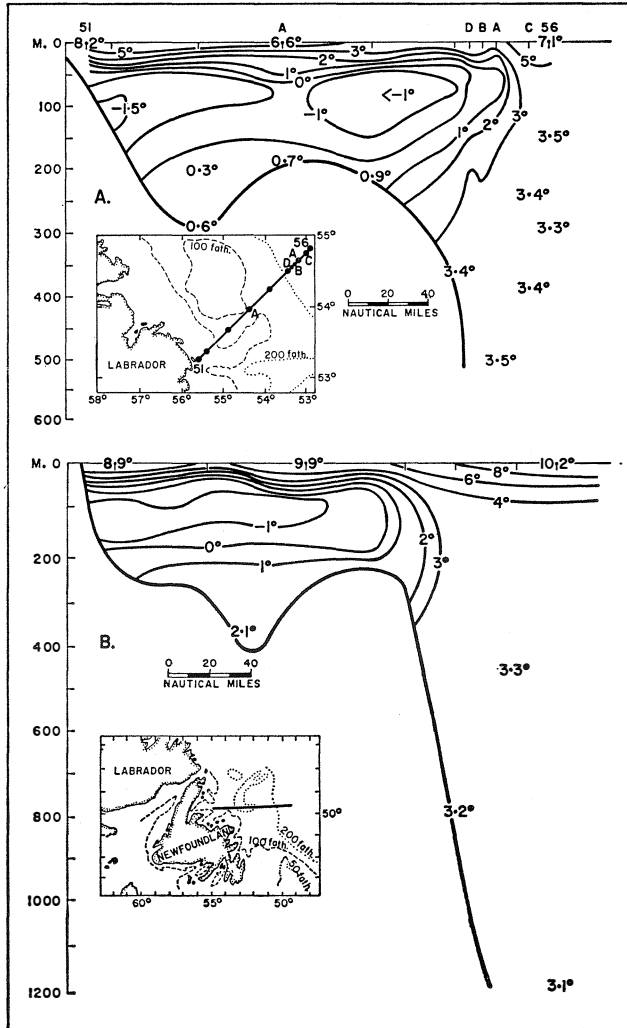 51 A D B A C 56
M. 0 8↑2° 6↑6° 3° 7↑1°
5° 2° 5°
1°
0°
100 -1.5° -1° <-1° 1° 2° 3°
3.5°
200 0.3° 0.7° 0.9°
3.4°
A. 0.6° 3.3°
300
3.4°
400 3.4°
500 3.5°
600
55°
100 fath. 56
A
D C
B
A 54°
LABRADOR 200 fath.
51 53°
58° 57° 56° 55° 54° 53°
0 20 40
NAUTICAL MILES
M. 0 8↑9° 9↑9° 10↑2°
8°
6°
4°
-1°
200 0° 2°
1° 3°
B. 2.1°
400
3.3°
0 20 40
NAUTICAL MILES
600
800 3.2°
1000
1200 3.1°
LABRADOR
50°
NEWFOUNDLAND
100 fath. 200 fath.
50 fath.
60° 55° 50°